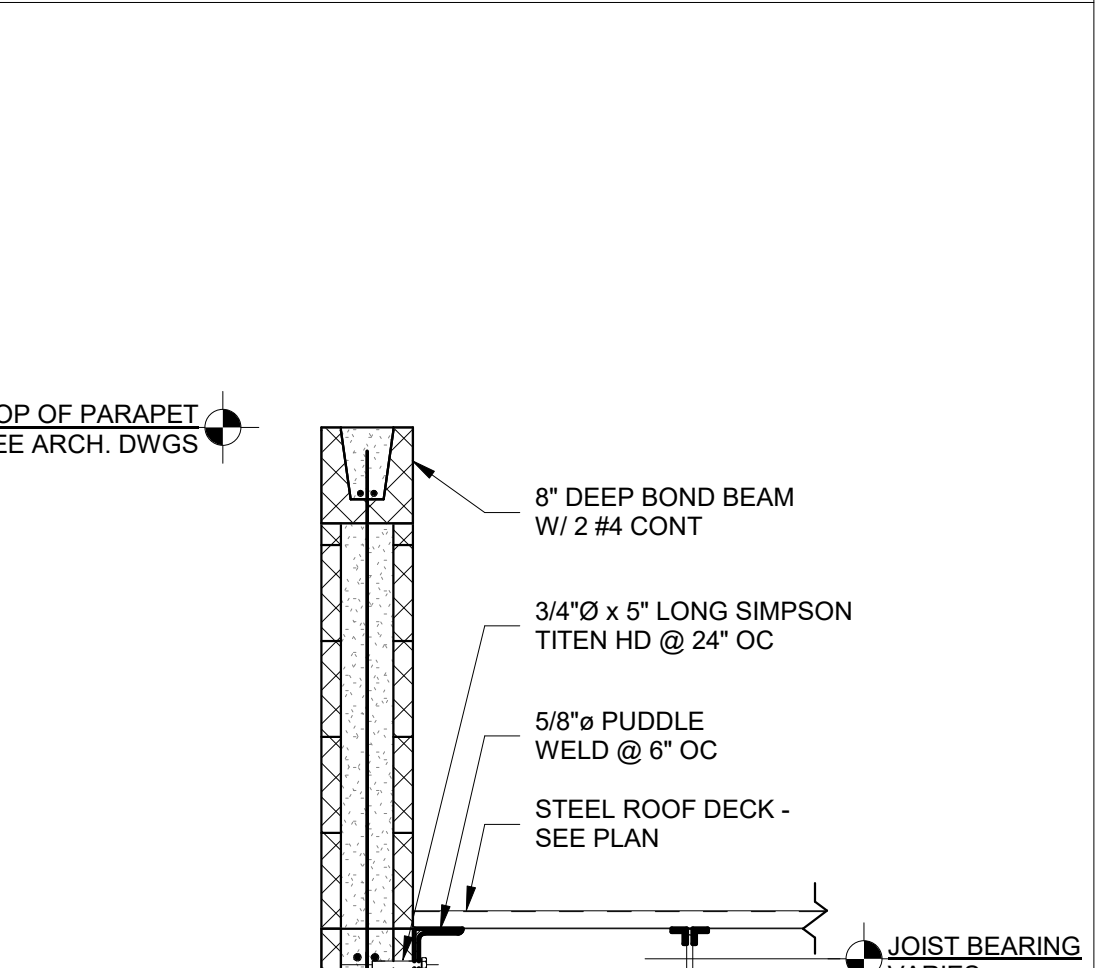 OP OF PARAPET
EE ARCH. DWGS
8" DEEP BOND BEAM
W/ 2 #4 CONT
3/4"Ø x 5" LONG SIMPSON
TITEN HD @ 24" OC
5/8"ø PUDDLE
WELD @ 6" OC
STEEL ROOF DECK -
SEE PLAN
JOIST BEARING
VARIES